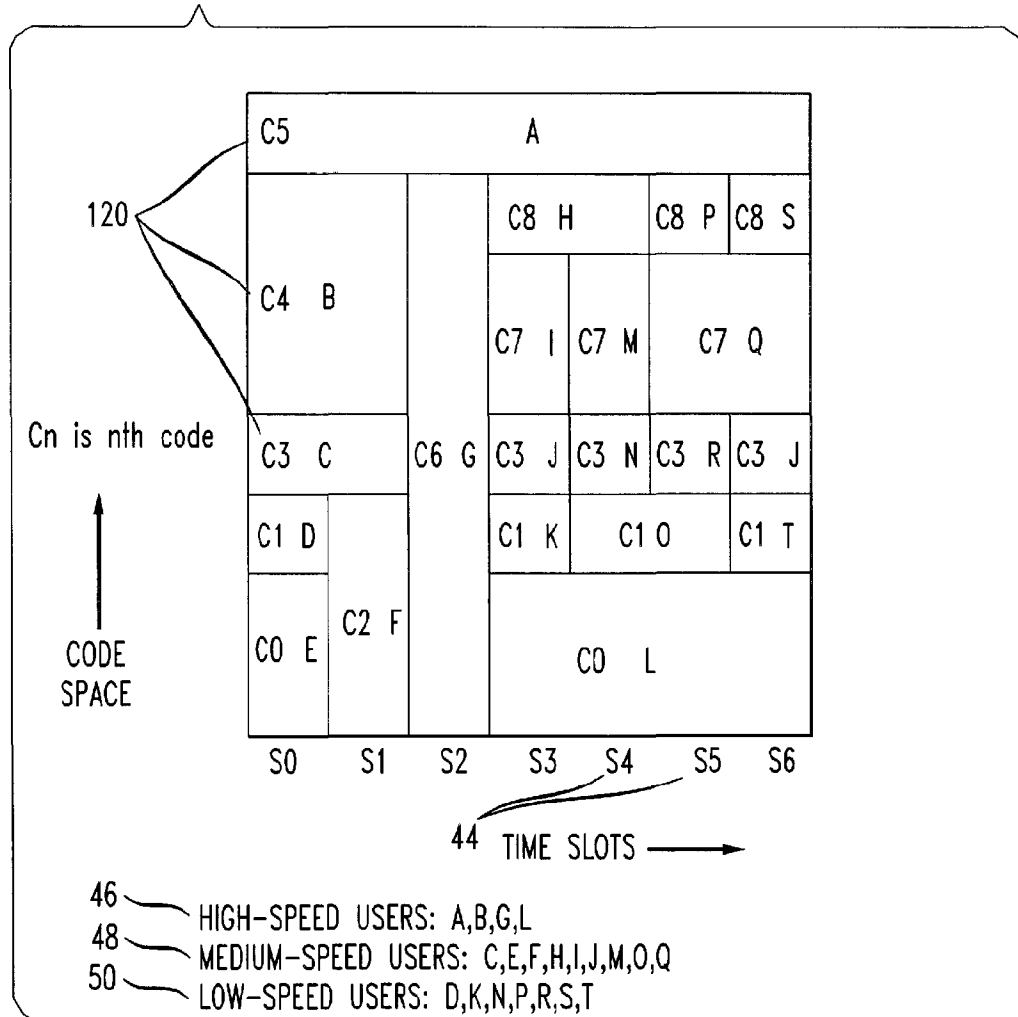 C5 A
120
C8 H C8 P C8 S
C4 B
C7 I C7 M C7 Q
Cn is nth code
C3 C C6 G C3 J C3 N C3 R C3 J
C1 D C1 K C1 O C1 T
C2 F
C0 E C0 L
CODE
SPACE
S0 S1 S2 S3 S4 S5 S6
44 TIME SLOTS
46 HIGH-SPEED USERS: A,B,G,L
48 MEDIUM-SPEED USERS: C,E,F,H,I,J,M,O,Q
50 LOW-SPEED USERS: D,K,N,P,R,S,T